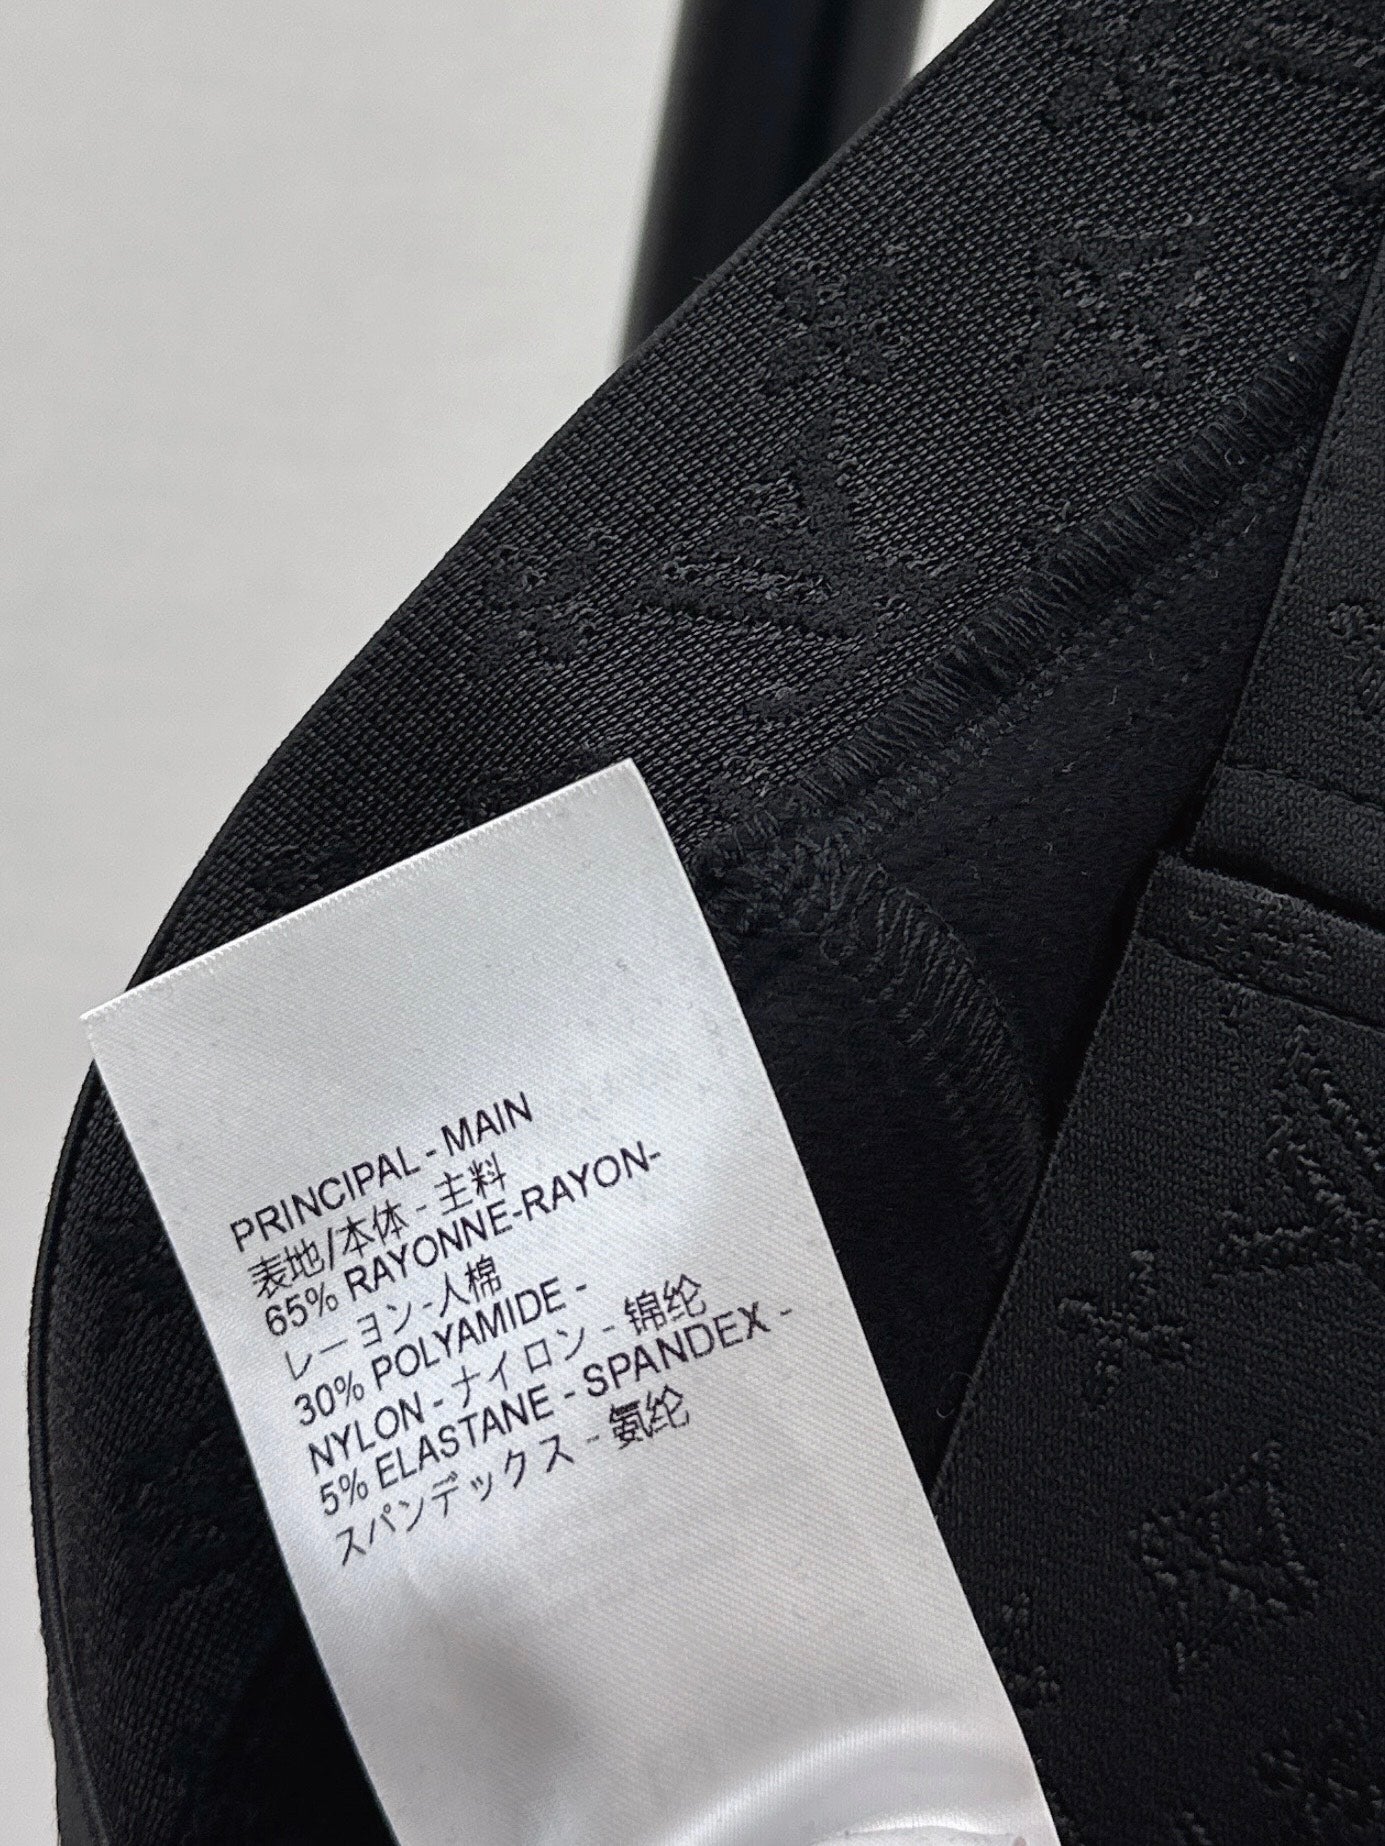 PRINCIPAL - MAIN
表地/本体 - 主料
65% RAYONNE-RAYON-
レーヨン-人棉
30% POLYAMIDE -
NYLON - ナイロン - 锦纶
5% ELASTANE - SPANDEX -
スパンデックス - 氨纶